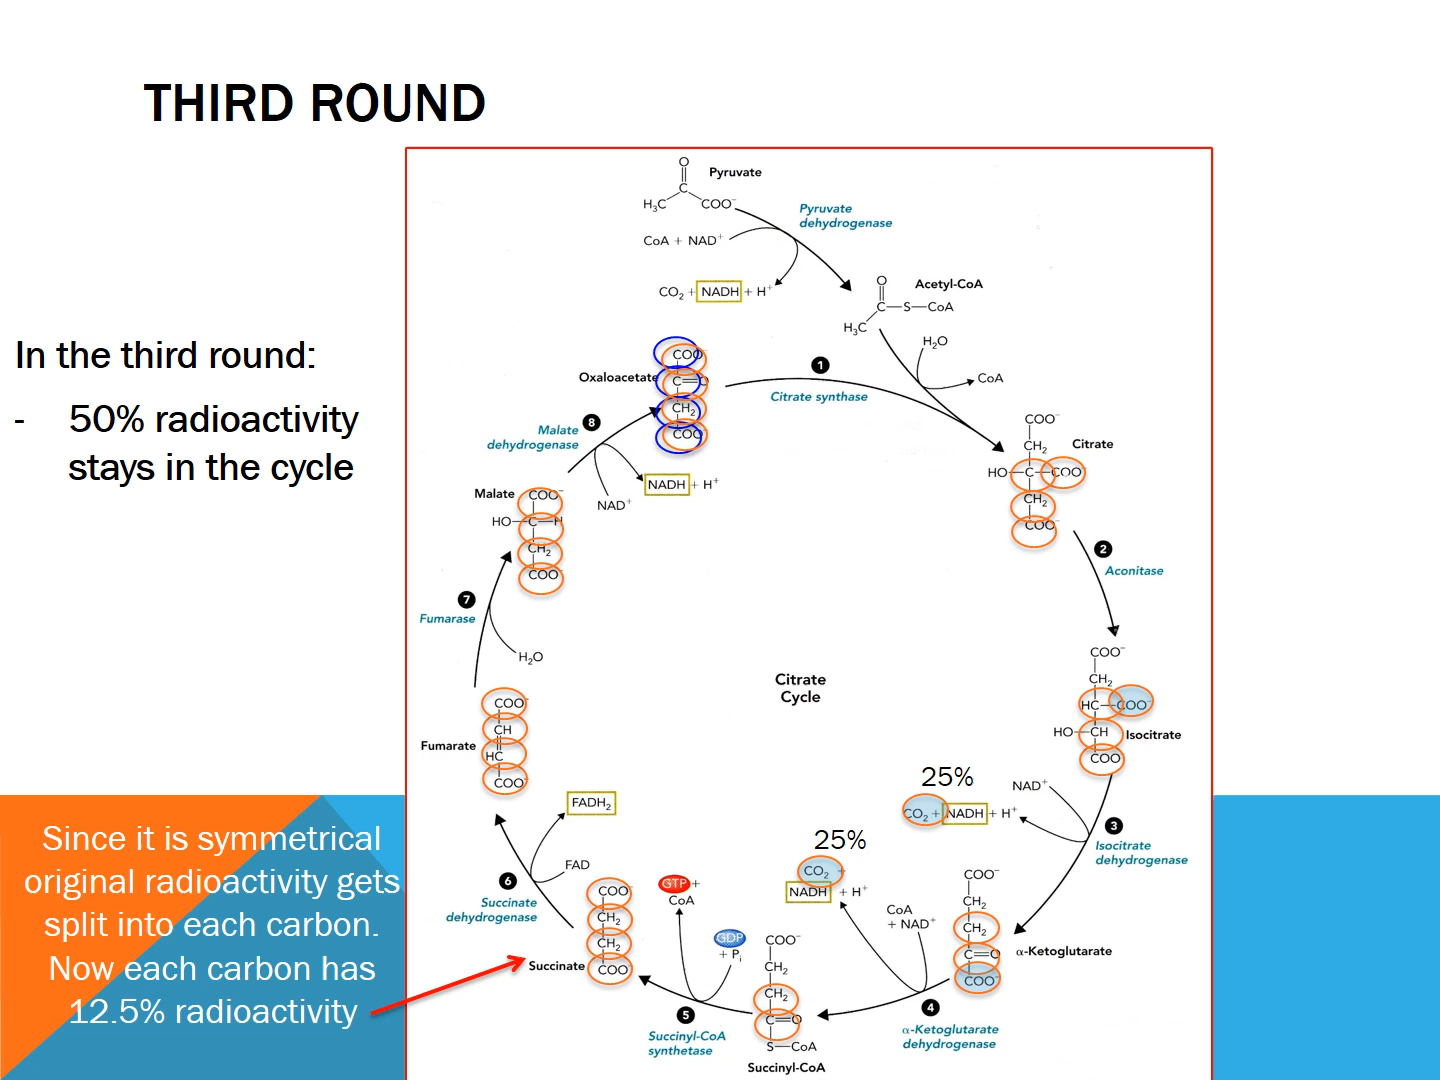 THIRD ROUND
In the third round:
- 50% radioactivity
stays in the cycle
Since it is symmetrical
original radioactivity gets
split into each carbon.
Now each carbon has
12.5% radioactivity
O
C
H₃C
COO⁻
Pyruvate
Pyruvate
dehydrogenase
CoA + NAD⁺
CO₂ + NADH + H⁺
O
Acetyl-CoA
C—S—CoA
H₃C
H₂O
CoA
1
Citrate synthase
COO⁻
CH₂
Citrate
HO—C—COO⁻
CH₂
COO⁻
2
Aconitase
COO⁻
CH₂
HC—COO⁻
HO—CH
Isocitrate
COO⁻
25%
NAD⁺
CO₂ + NADH + H⁺
3
Isocitrate
dehydrogenase
COO⁻
CH₂
CH₂
C=O
α-Ketoglutarate
COO⁻
25%
CO₂ +
NADH + H⁺
CoA
+ NAD⁺
4
α-Ketoglutarate
dehydrogenase
COO⁻
CH₂
CH₂
C=O
S—CoA
Succinyl-CoA
5
Succinyl-CoA
synthetase
GTP +
CoA
GDP
+ Pᵢ
COO⁻
CH₂
CH₂
COO⁻
Succinate
6
Succinate
dehydrogenase
FAD
FADH₂
COO⁻
CH
Fumarate
HC
COO⁻
7
Fumarase
H₂O
Malate
COO⁻
HO—C—H
CH₂
COO⁻
8
Malate
dehydrogenase
NAD⁺
NADH + H⁺
COO⁻
Oxaloacetate
C=O
CH₂
COO⁻
Citrate
Cycle